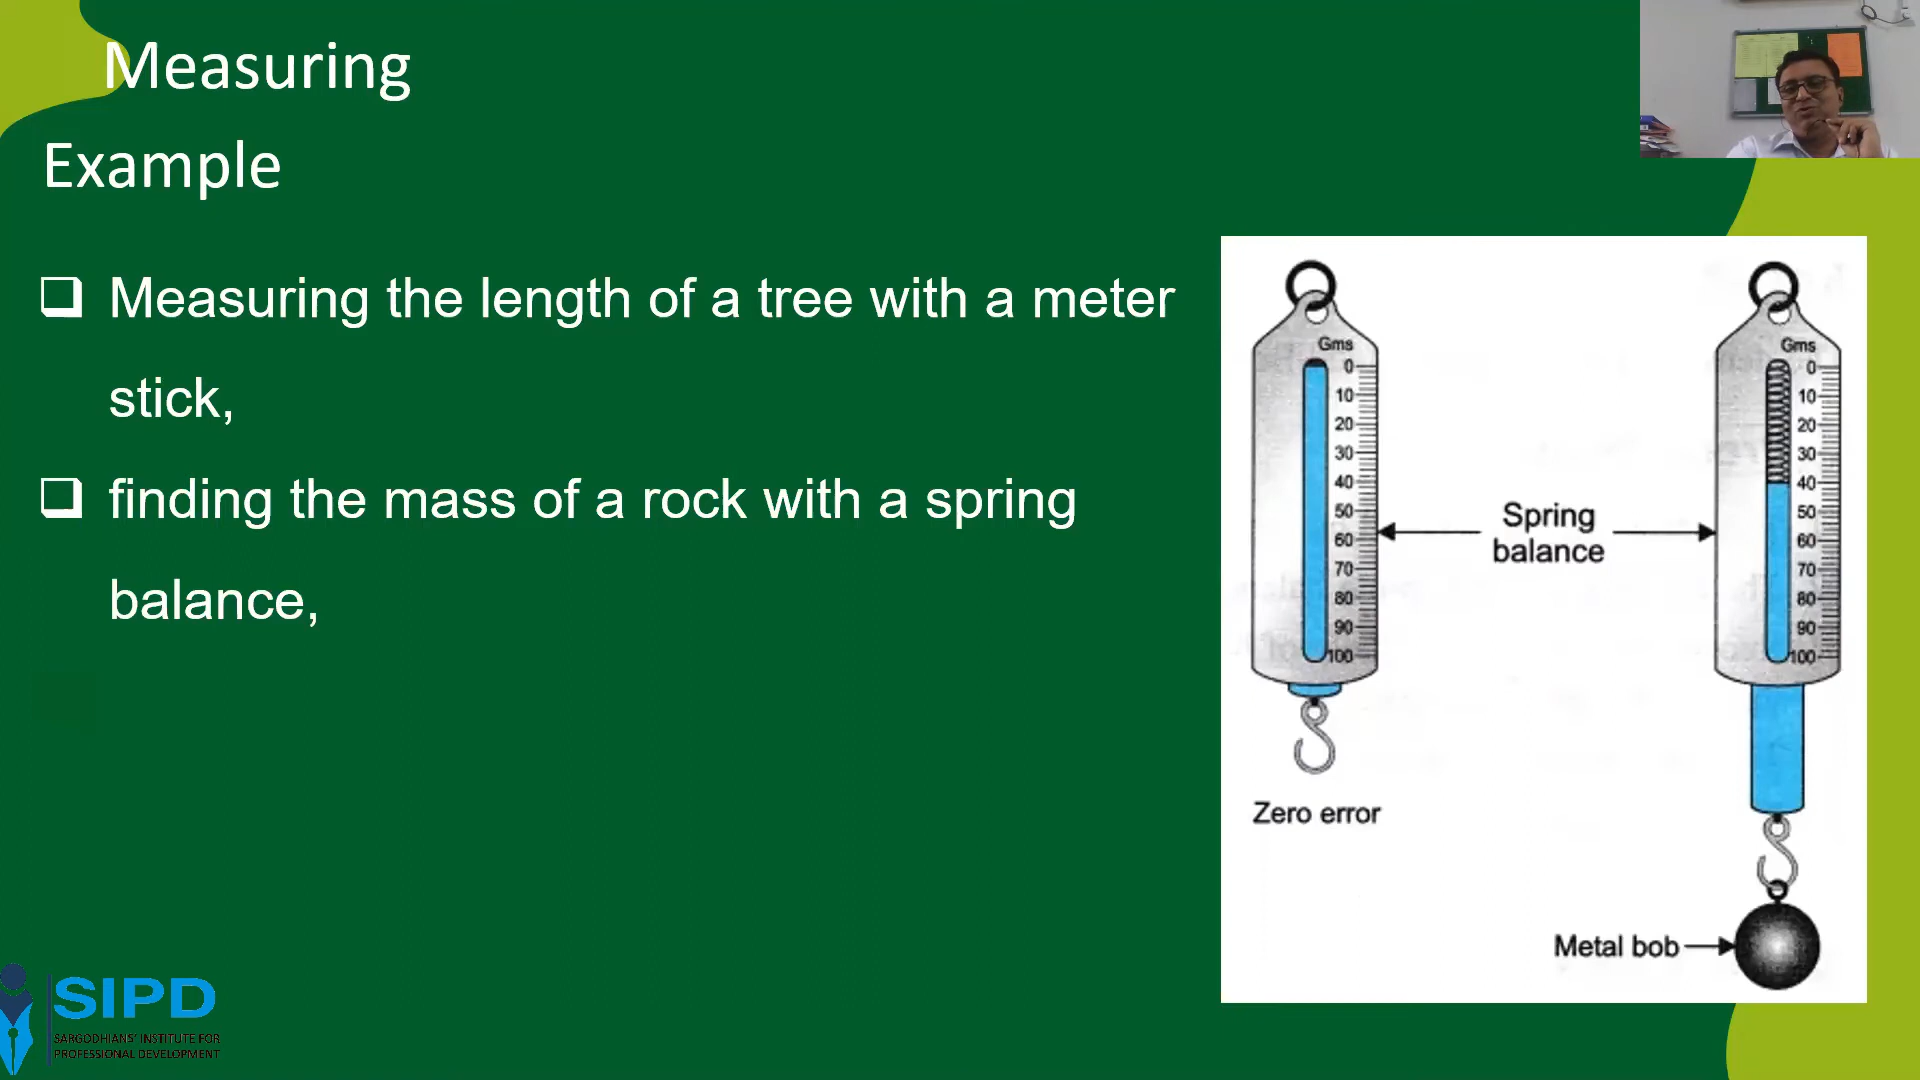 Measuring
Example
❑ Measuring the length of a tree with a meter
stick,
❑ finding the mass of a rock with a spring
balance,
Gms
0
10
20
30
40
50
60
70
80
90
100
Spring
balance
Gms
0
10
20
30
40
50
60
70
80
90
100
Zero error
Metal bob
SIPD
SARGODHIANS' INSTITUTE FOR
PROFESSIONAL DEVELOPMENT